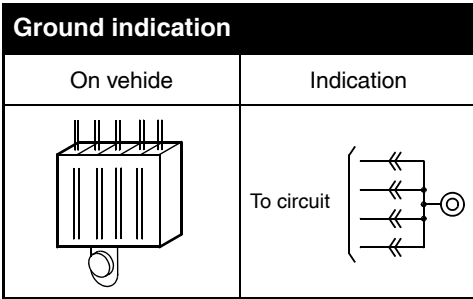 Ground indication
On vehide
Indication
To circuit